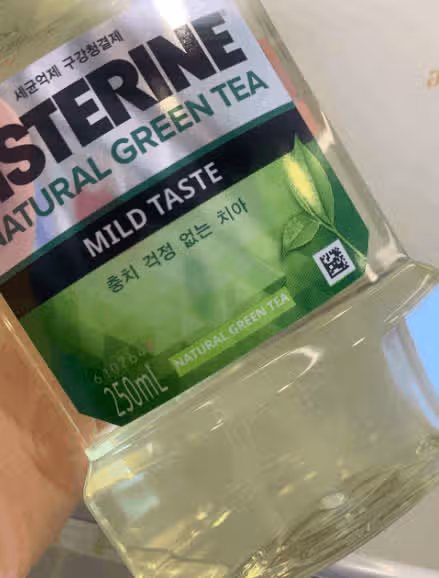 세균억제 구강청결제
ISTERINE
NATURAL GREEN TEA
MILD TASTE
충치 걱정 없는 치아
NATURAL GREEN TEA
250mL